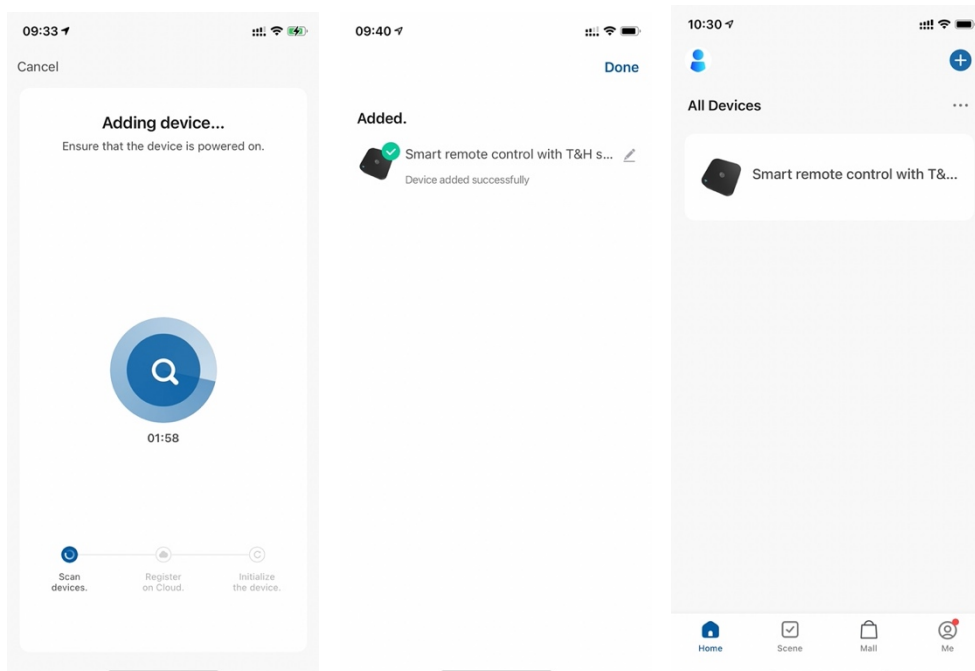 09:33
Cancel
Adding device...
Ensure that the device is powered on.
01:58
Scan
devices.
Register
on Cloud.
Initialize
the device.
09:40
Done
Added.
Smart remote control with T&H s...
Device added successfully
10:30
All Devices
Smart remote control with T&...
Home
Scene
Mall
Me